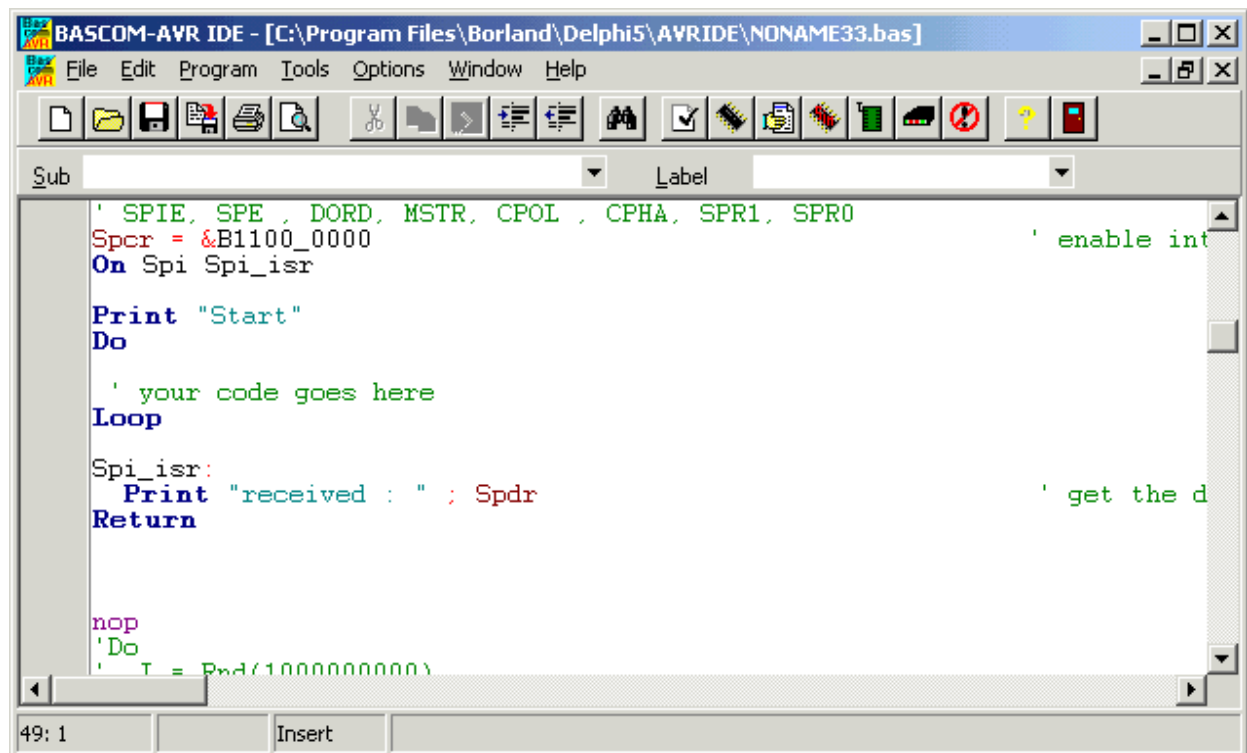 BASCOM-AVR IDE - [C:\Program Files\Borland\Delphi5\AVRIDE\NONAME33.bas]
File Edit Program Tools Options Window Help
Sub Label
' SPIE, SPE , DORD, MSTR, CPOL , CPHA, SPR1, SPR0
Spcr = &B1100_0000 ' enable int
On Spi Spi_isr
Print "Start"
Do
' your code goes here
Loop
Spi_isr:
Print "received : " ; Spdr ' get the d
Return
nop
'Do
' I = Rnd(1000000000)
49: 1 Insert